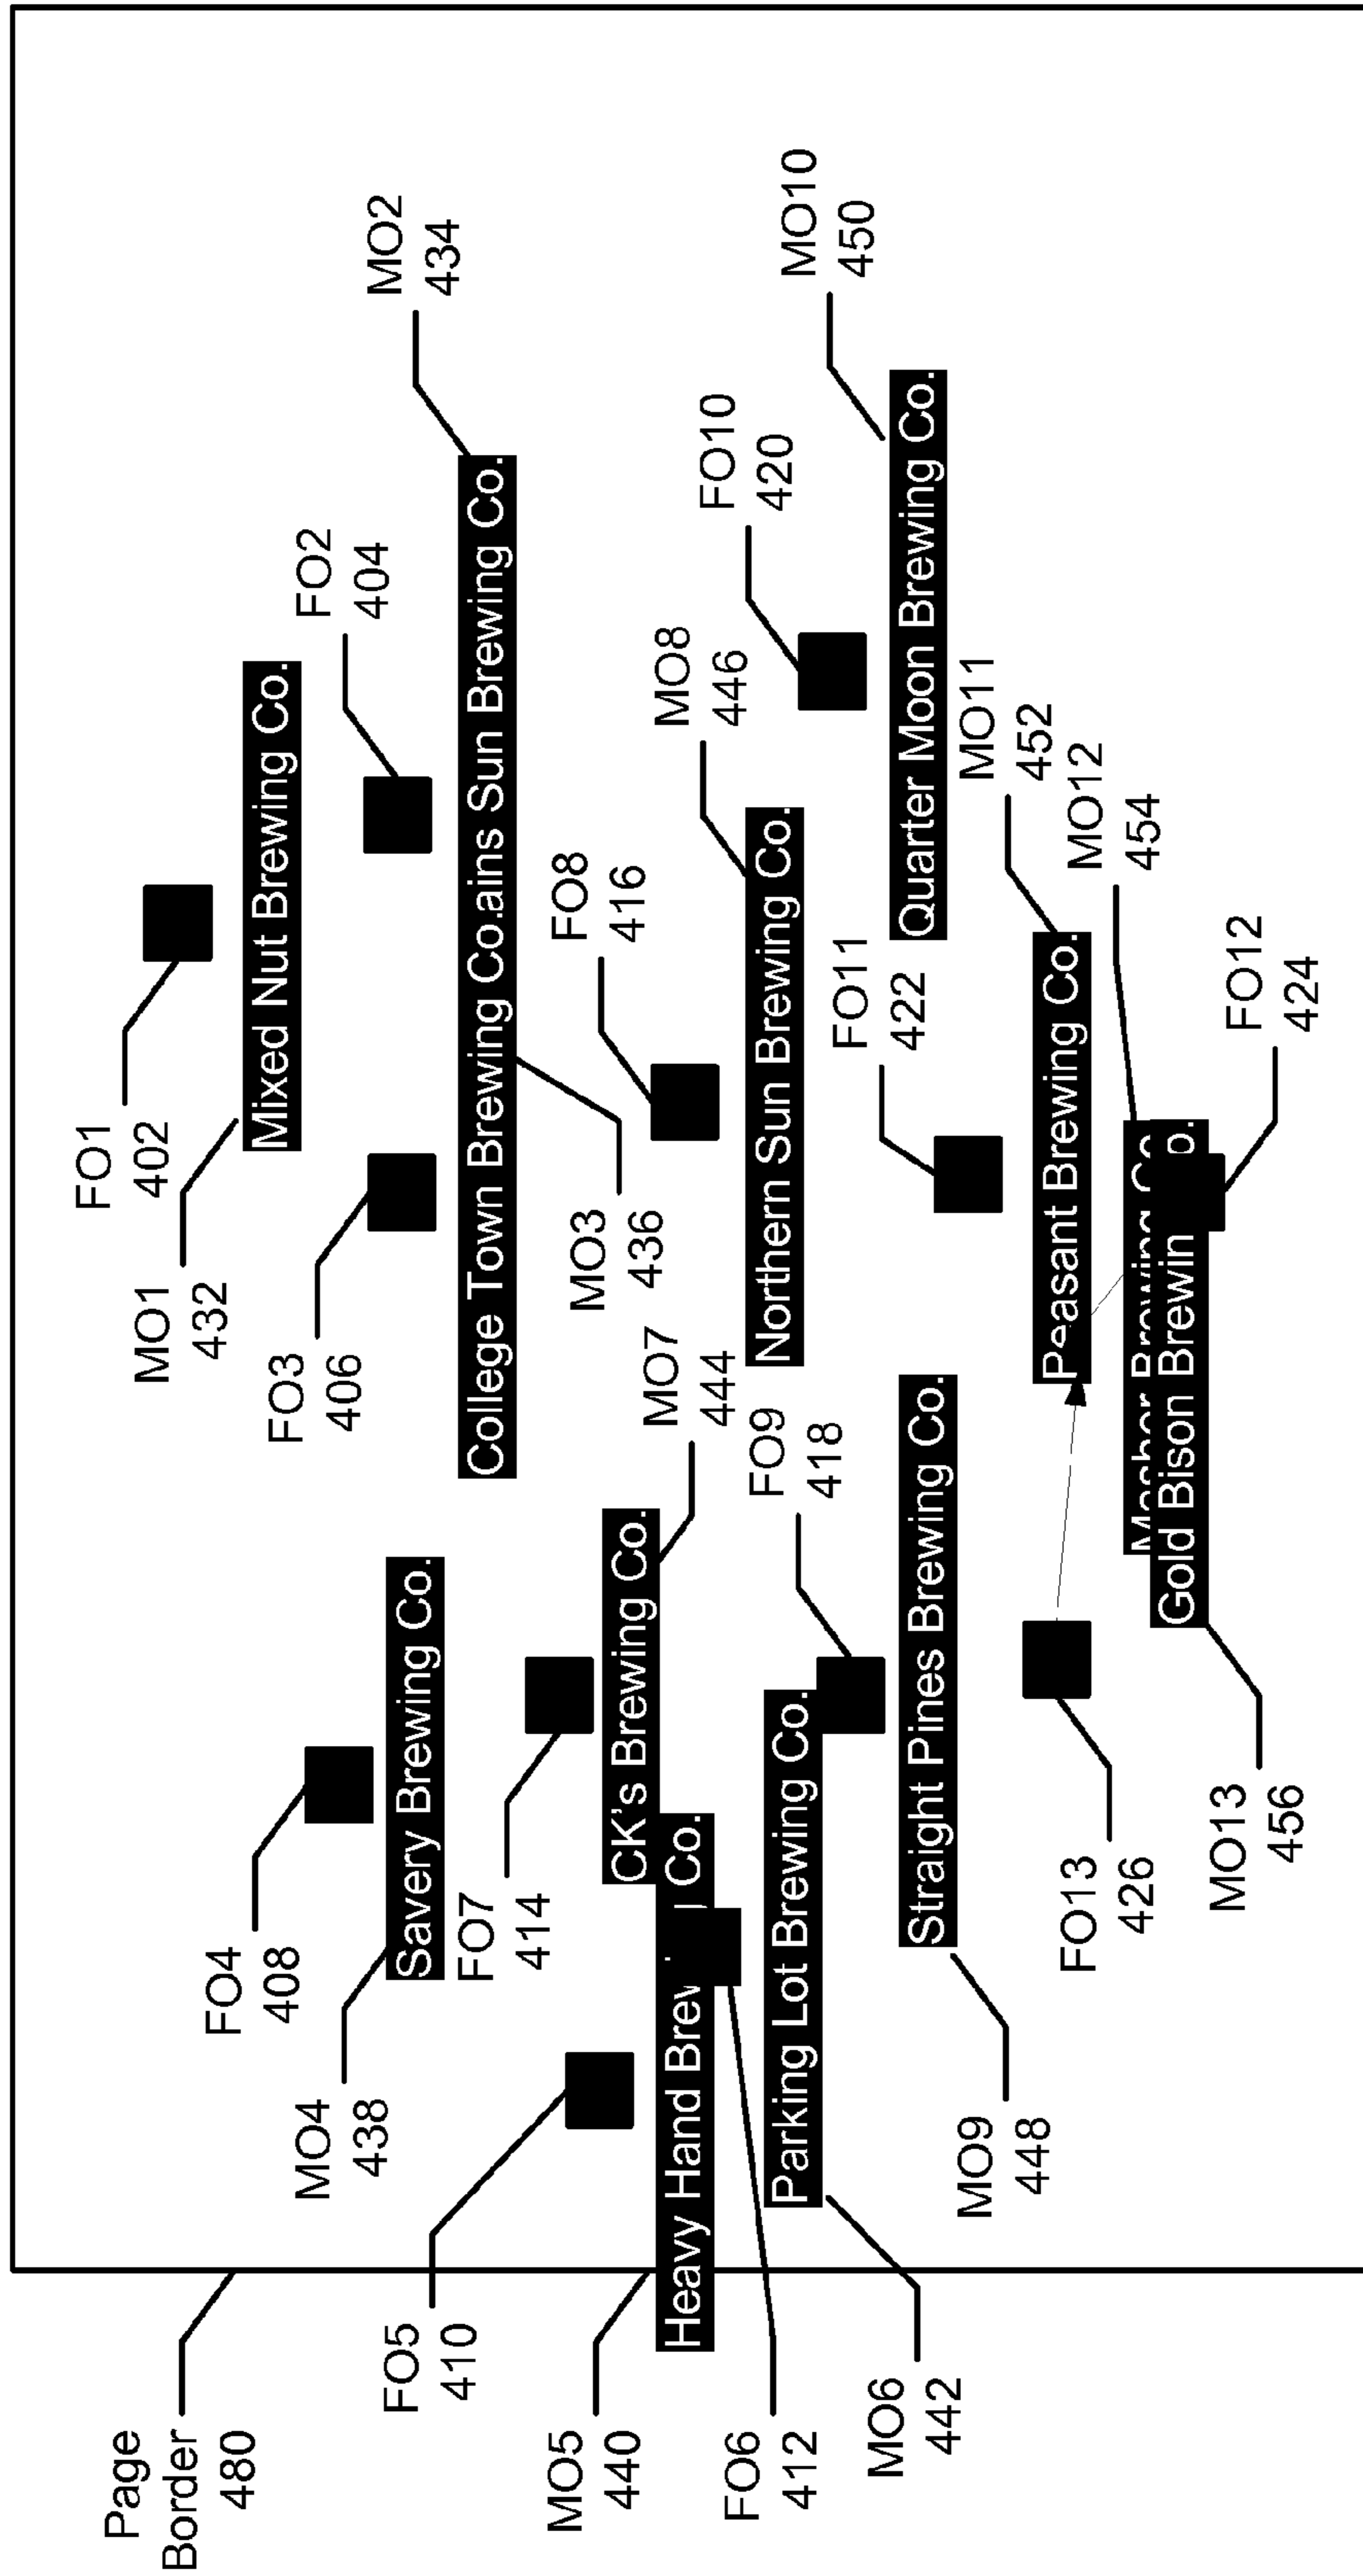 Page
Border
480
FO1
402
MO1
432
Mixed Nut Brewing Co.
FO2
404
MO2
434
FO3
406
College Town Brewing Co.ains Sun Brewing Co.
MO3
436
FO4
408
MO4
438
Savery Brewing Co.
FO5
410
MO5
440
Heavy Hand Brew Co.
FO7
414
CK's Brewing Co.
MO7
444
FO8
416
MO8
446
Northern Sun Brewing Co.
FO6
412
MO6
442
Parking Lot Brewing Co.
FO9
418
MO9
448
Straight Pines Brewing Co.
FO10
420
MO10
450
Quarter Moon Brewing Co.
FO11
422
MO11
452
Peasant Brewing Co.
MO12
454
Brewing
FO12
424
FO13
426
MO13
456
Gold Bison Brewin o.